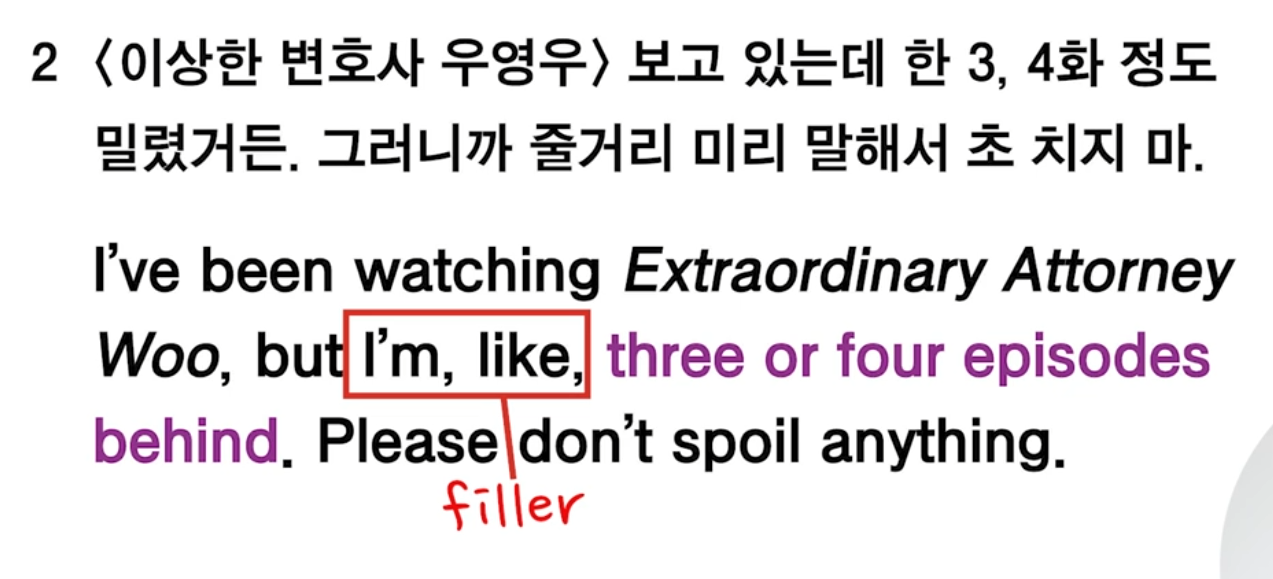 2 〈이상한 변호사 우영우〉 보고 있는데 한 3, 4화 정도
밀렸거든. 그러니까 줄거리 미리 말해서 초 치지 마.
I’ve been watching Extraordinary Attorney
Woo, but I’m, like, three or four episodes
behind. Please don’t spoil anything.
filler